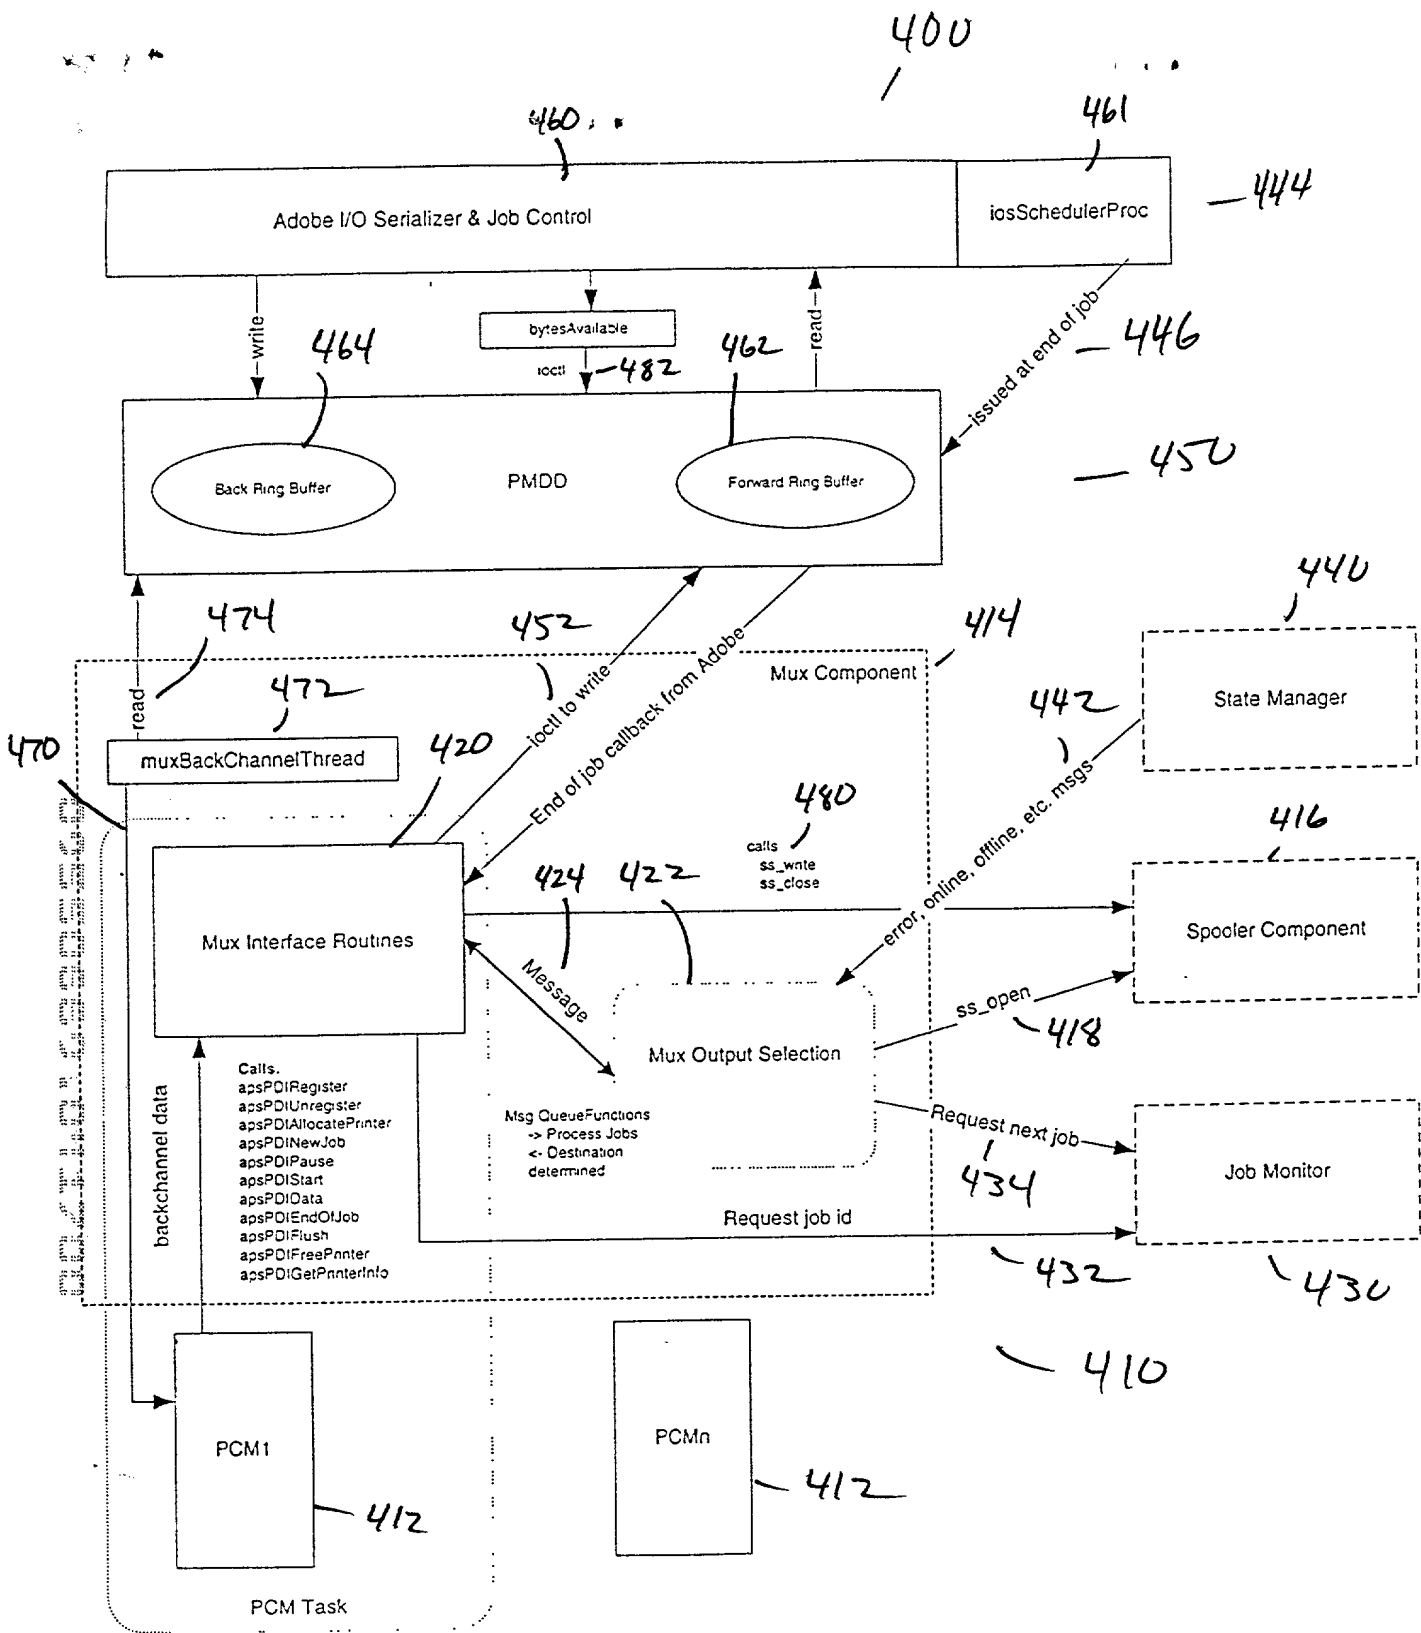 400
460
461
Adobe I/O Serializer & Job Control
iosSchedulerProc
444
write
bytesAvailable
ioctl
482
read
issued at end of job
446
464
462
Back Ring Buffer
PMDD
Forward Ring Buffer
450
440
474
452
414
Mux Component
State Manager
read
472
ioctl to write
End of job callback from Adobe
442
470
muxBackChannelThread
420
error, online, offline, etc. msgs
480
416
calls
ss_write
ss_close
424
422
Mux Interface Routines
Spooler Component
Message
ss_open
418
Mux Output Selection
backchannel data
Calls.
apsPDIRegister
apsPDIUnregister
apsPDIAllocatePrinter
apsPDINewJob
apsPDIPause
apsPDIStart
apsPDIData
apsPDIEndOfJob
apsPDIFlush
apsPDIFreePrinter
apsPDIGetPrinterInfo
Msg QueueFunctions
-> Process Jobs
<- Destination
determined
Request next job
434
Job Monitor
Request job id
432
430
410
PCM1
PCMn
412
412
PCM Task